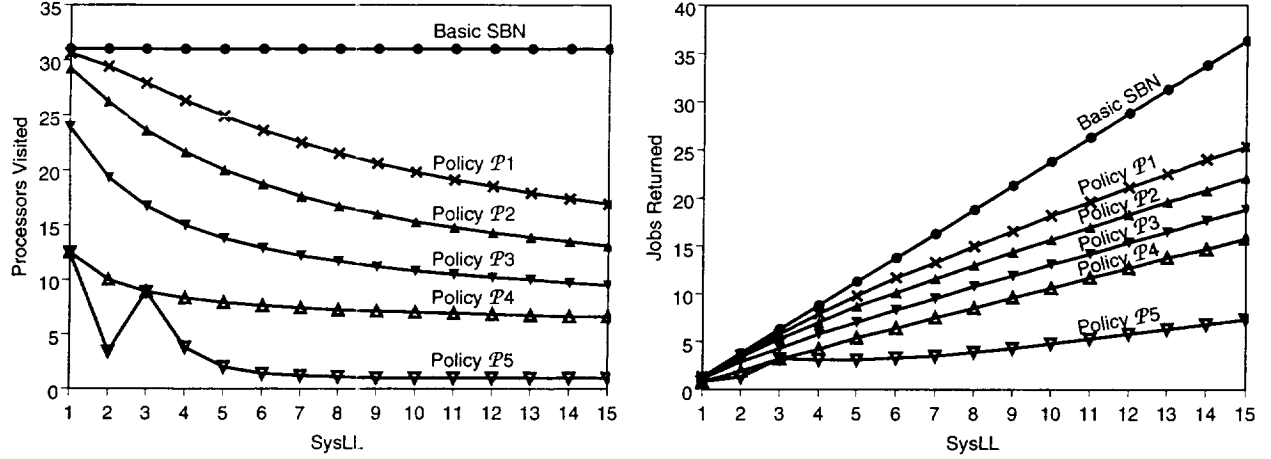 35
30
25
20
15
10
5
0
Processors Visited
Basic SBN
Policy P1
Policy P2
Policy P3
Policy P4
Policy P5
1 2 3 4 5 6 7 8 9 10 11 12 13 14 15
SysLL
40
35
30
25
20
15
10
5
0
Jobs Returned
Basic SBN
Policy P1
Policy P2
Policy P3
Policy P4
Policy P5
1 2 3 4 5 6 7 8 9 10 11 12 13 14 15
SysLL